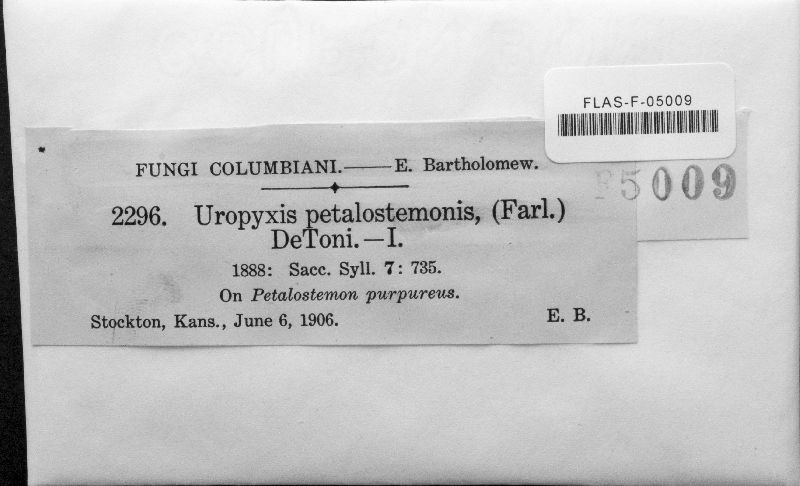 FLAS-F-05009
F5009
FUNGI COLUMBIANI.——E. Bartholomew.
2296. Uropyxis petalostemonis, (Farl.)
DeToni.—I.
1888: Sacc. Syll. 7: 735.
On Petalostemon purpureus.
Stockton, Kans., June 6, 1906. E. B.